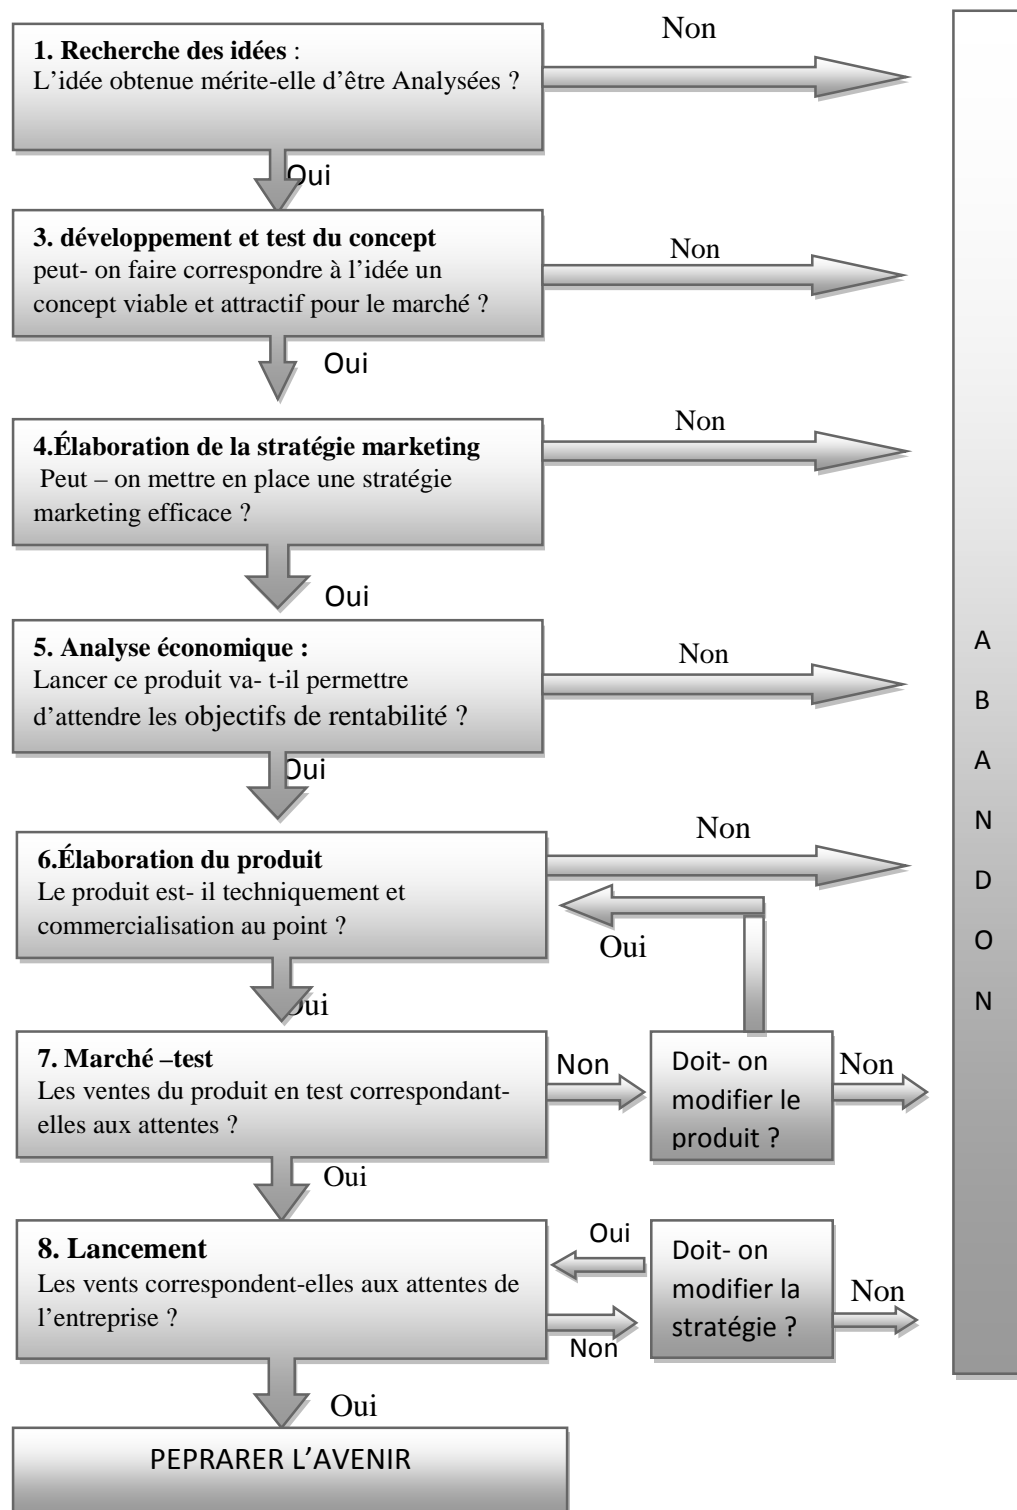 Non
1. Recherche des idées :
L’idée obtenue mérite-elle d’être Analysées ?
Oui
3. développement et test du concept
peut- on faire correspondre à l’idée un
concept viable et attractif pour le marché ?
Non
Oui
4.Élaboration de la stratégie marketing
Peut – on mettre en place une stratégie
marketing efficace ?
Non
Oui
5. Analyse économique :
Lancer ce produit va- t-il permettre
d’attendre les objectifs de rentabilité ?
Non
Oui
6.Élaboration du produit
Le produit est- il techniquement et
commercialisation au point ?
Non
Oui
Oui
7. Marché –test
Les ventes du produit en test correspondant-
elles aux attentes ?
Non
Doit- on
modifier le
produit ?
Non
Oui
8. Lancement
Les vents correspondent-elles aux attentes de
l’entreprise ?
Oui
Non
Doit- on
modifier la
stratégie ?
Non
Oui
PEPRARER L’AVENIR
A
B
A
N
D
O
N